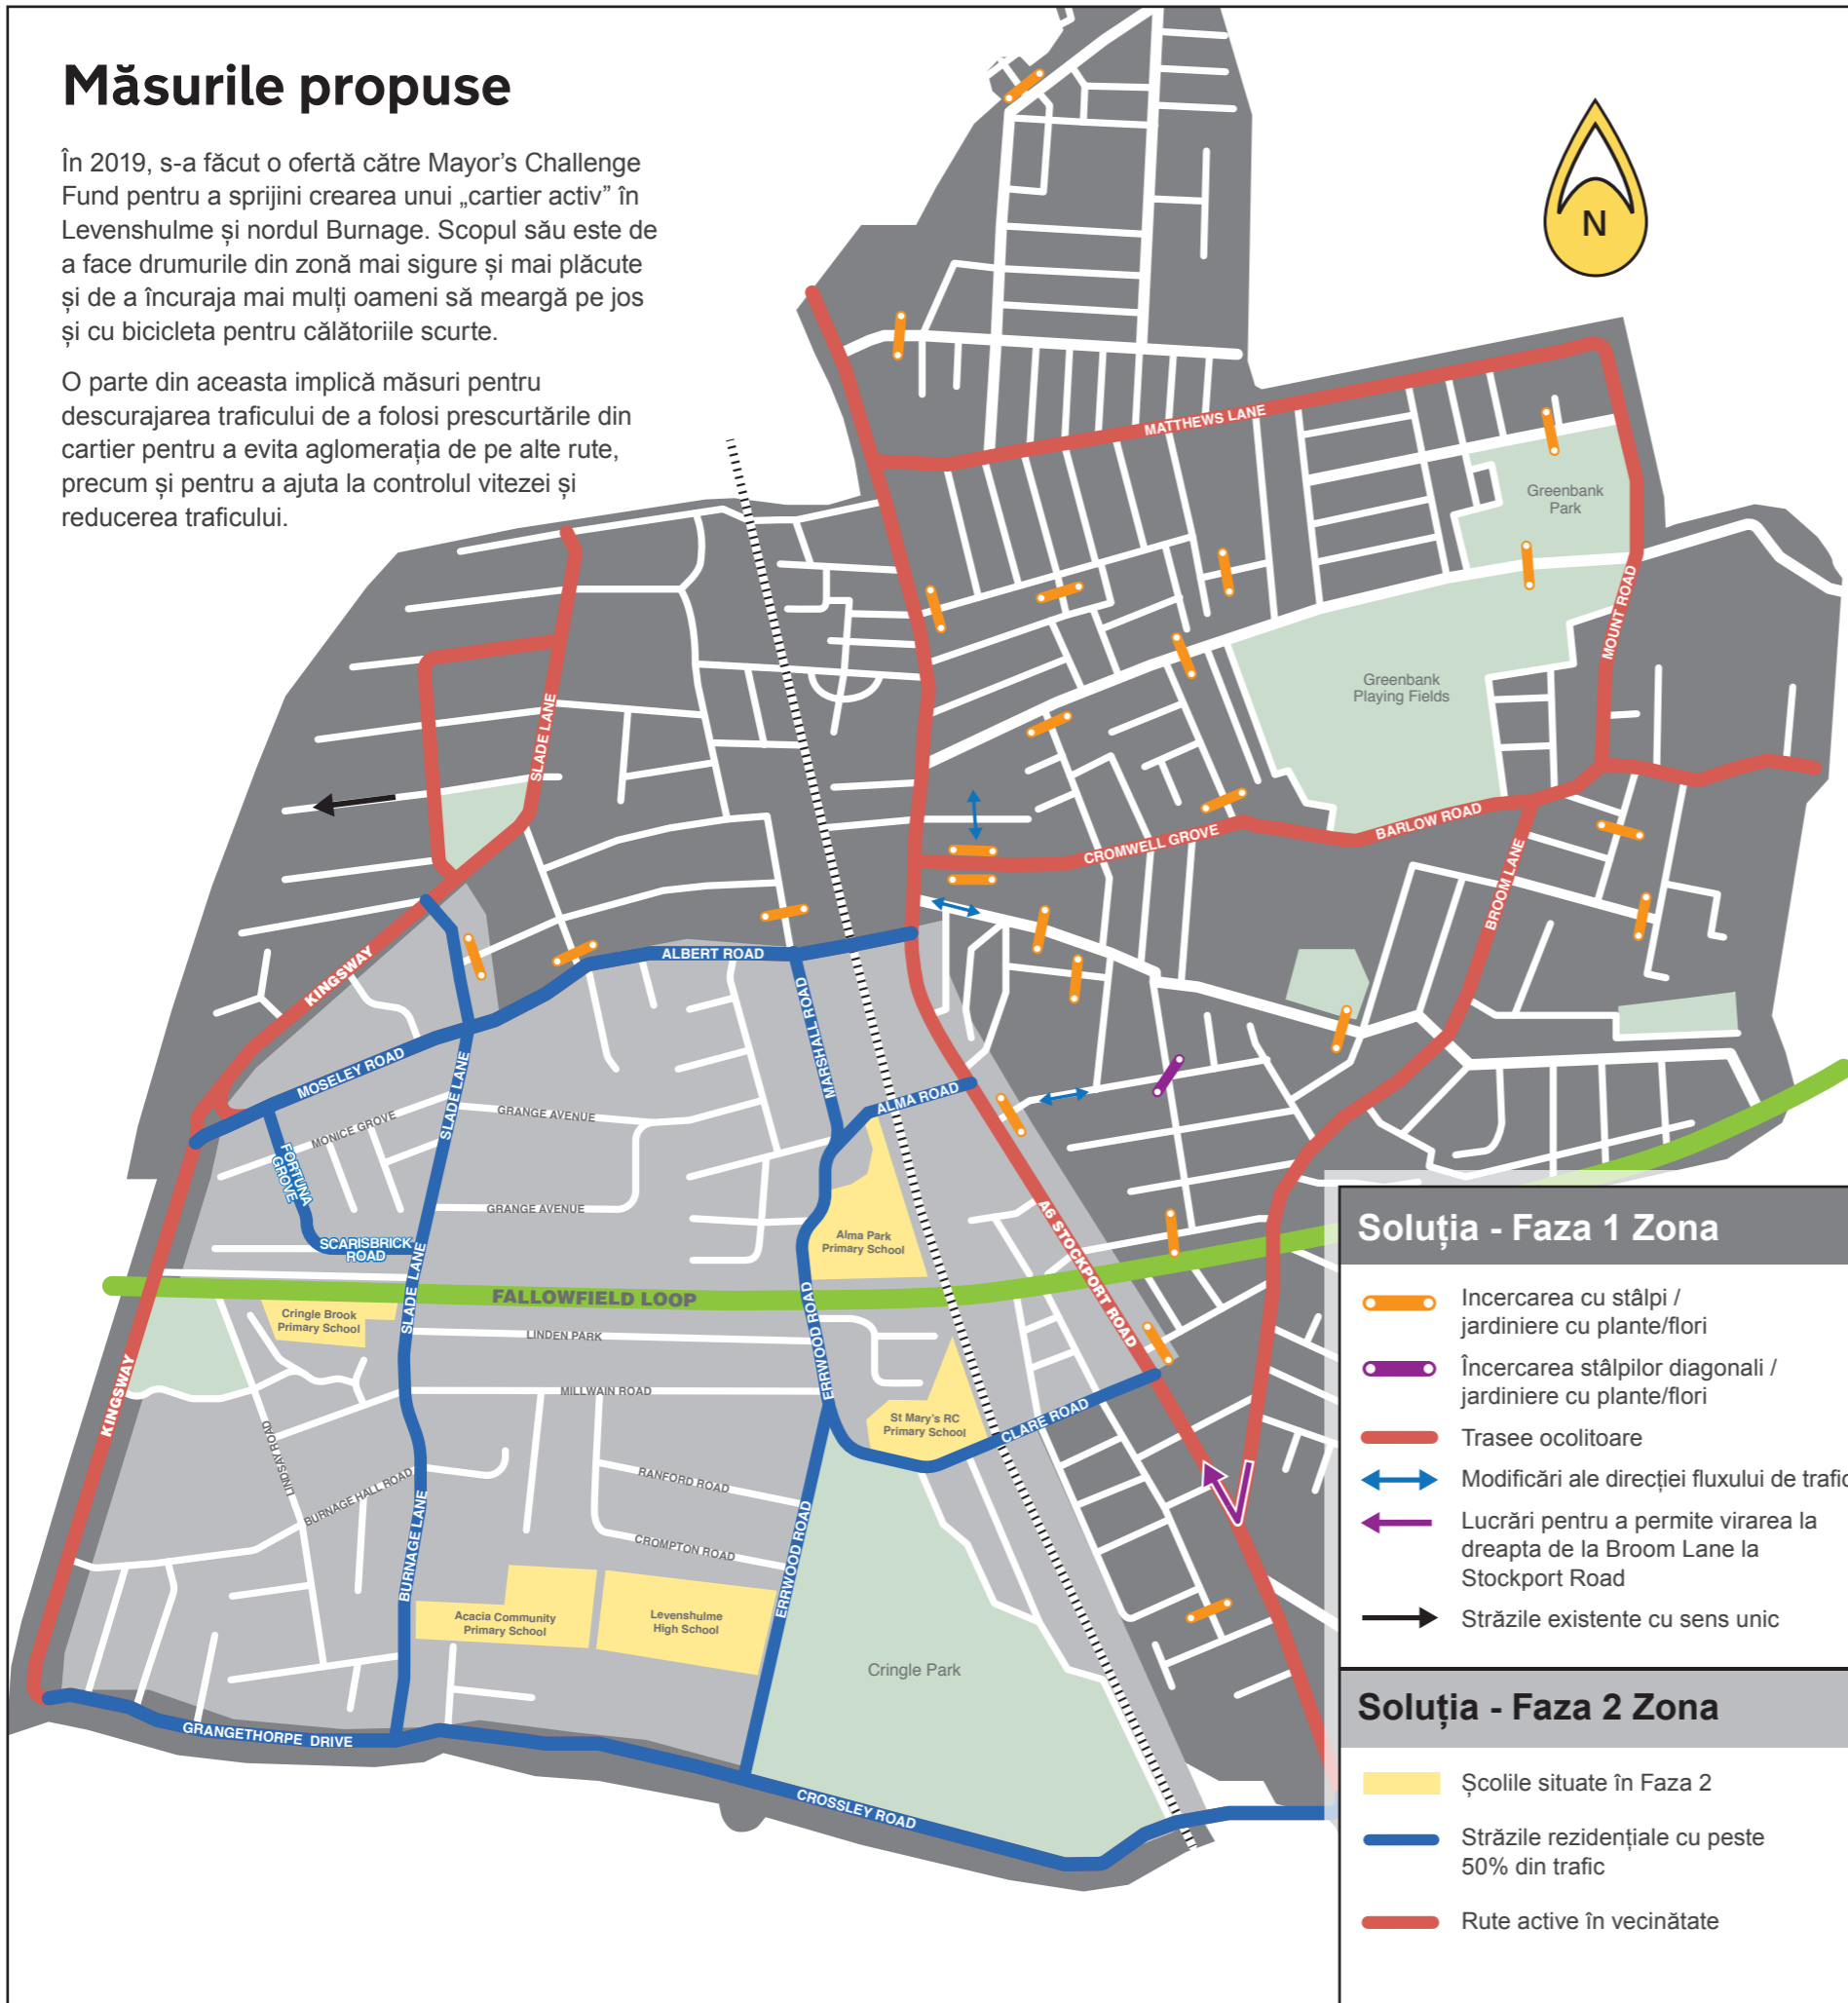 Măsurile propuse
În 2019, s-a făcut o ofertă către Mayor's Challenge
Fund pentru a sprijini crearea unui „cartier activ” în
Levenshulme și nordul Burnage. Scopul său este de
a face drumurile din zonă mai sigure și mai plăcute
și de a încuraja mai mulți oameni să meargă pe jos
și cu bicicleta pentru călătoriile scurte.
O parte din aceasta implică măsuri pentru
descurajarea traficului de a folosi prescurtările din
cartier pentru a evita aglomerația de pe alte rute,
precum și pentru a ajuta la controlul vitezei și
reducerea traficului.
N
MATTHEWS LANE
Greenbank
Park
MOUNT ROAD
Greenbank
Playing Fields
SLADE LANE
CROMWELL GROVE
BARLOW ROAD
BROOM LANE
KINGSWAY
ALBERT ROAD
MARSHALL ROAD
MOSELEY ROAD
SLADE LANE
ALMA ROAD
GRANGE AVENUE
MONICE GROVE
FORTUNA
GROVE
GRANGE AVENUE
SCARISBRICK
ROAD
Alma Park
Primary School
A6 STOCKPORT ROAD
SLADE LANE
FALLOWFIELD LOOP
Cringle Brook
Primary School
LINDEN PARK
ERRWOOD ROAD
KINGSWAY
MILLWAIN ROAD
St Mary's RC
Primary School
CLARE ROAD
LINDSAY ROAD
BURNAGE HALL ROAD
RANFORD ROAD
BURNAGE LANE
CROMPTON ROAD
ERRWOOD ROAD
Acacia Community
Primary School
Levenshulme
High School
Cringle Park
GRANGETHORPE DRIVE
CROSSLEY ROAD
Soluția - Faza 1 Zona
Incercarea cu stâlpi /
jardiniere cu plante/flori
Încercarea stâlpilor diagonali /
jardiniere cu plante/flori
Trasee ocolitoare
Modificări ale direcției fluxului de trafic
Lucrări pentru a permite virarea la
dreapta de la Broom Lane la
Stockport Road
Străzile existente cu sens unic
Soluția - Faza 2 Zona
Școlile situate în Faza 2
Străzile rezidențiale cu peste
50% din trafic
Rute active în vecinătate